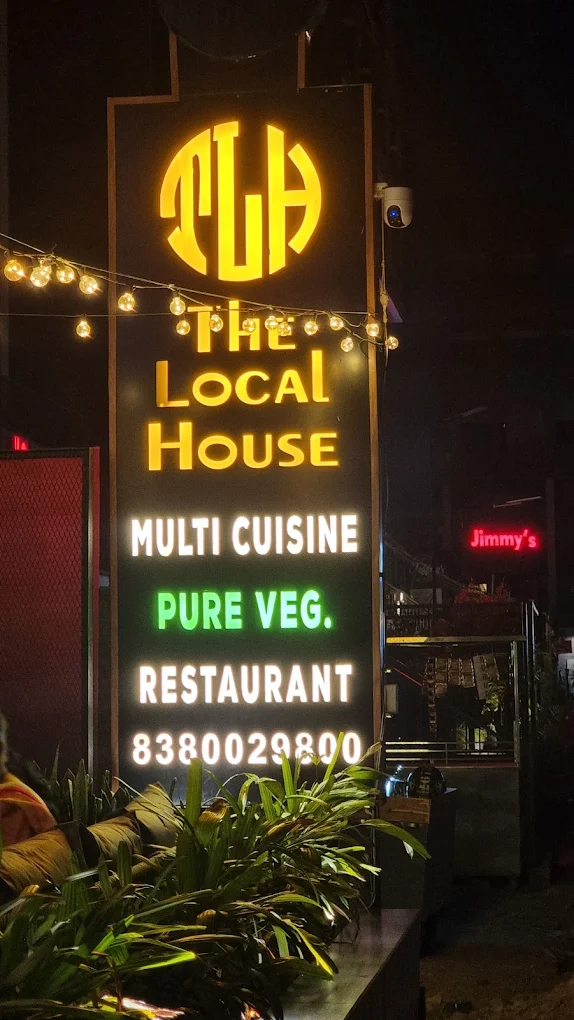 TLH
The
Local
House
MULTI CUISINE
PURE VEG.
RESTAURANT
8380029800
Jimmy's